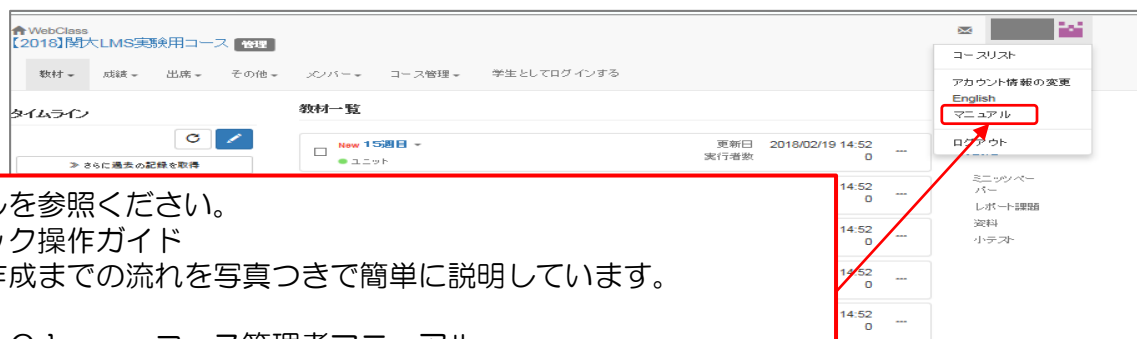 WebClass
【2018】関大LMS実験用コース 管理
教材 成績 出席 その他 メンバー コース管理 学生としてログインする
コースリスト
アカウント情報の変更
English
マニュアル
ログアウト
タイムライン
≫ さらに過去の記録を取得
教材一覧
New 15週目
ユニット
更新日 2018/02/19 14:52
実行者数 0
14:52
0
14:52
0
14:52
0
14:52
0
ミニッツペー
パー
レポート課題
資料
小テスト
ルを参照ください。
ック操作ガイド
作成までの流れを写真つきで簡単に説明しています。